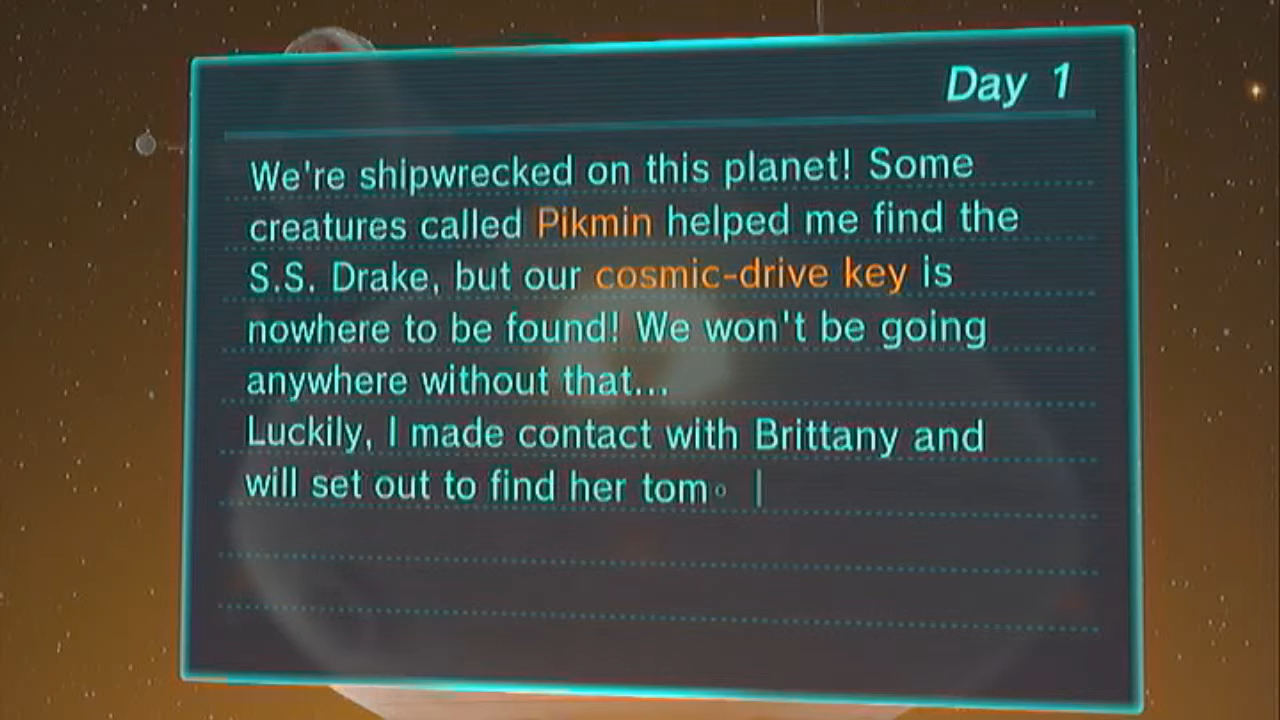 Day 1
We're shipwrecked on this planet! Some
creatures called Pikmin helped me find the
S.S. Drake, but our cosmic-drive key is
nowhere to be found! We won't be going
anywhere without that...
Luckily, I made contact with Brittany and
will set out to find her tom